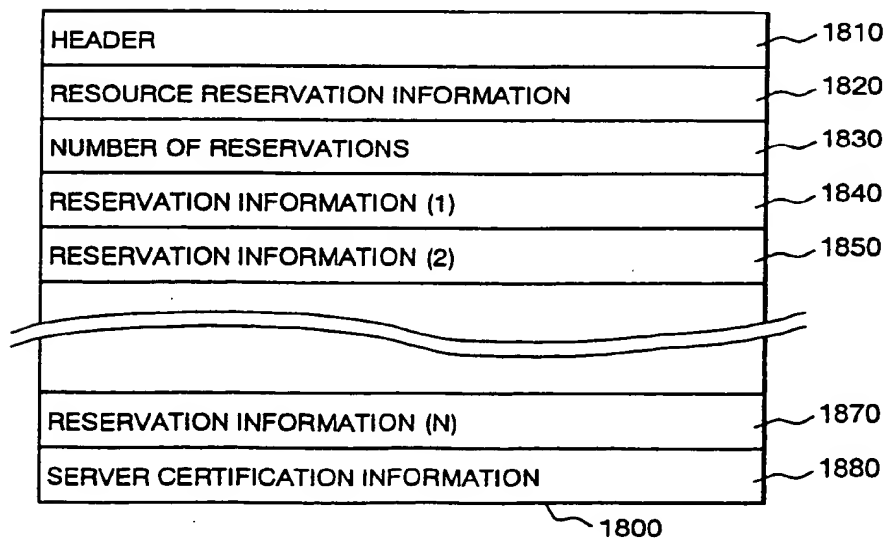 HEADER 1810
RESOURCE RESERVATION INFORMATION 1820
NUMBER OF RESERVATIONS 1830
RESERVATION INFORMATION (1) 1840
RESERVATION INFORMATION (2) 1850
RESERVATION INFORMATION (N) 1870
SERVER CERTIFICATION INFORMATION 1880
1800